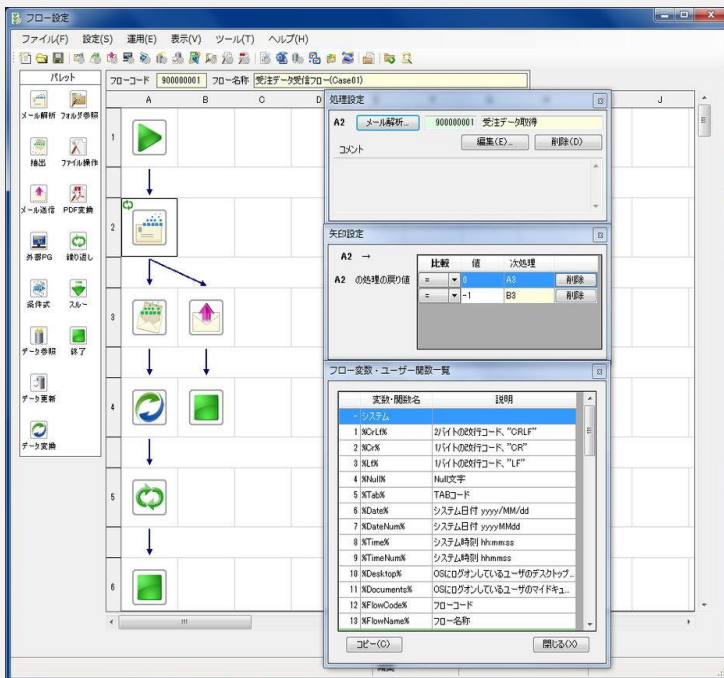 フロー設定
ファイル(F) 設定(S) 運用(E) 表示(V) ツール(T) ヘルプ(H)
パレット
メール解析 フォルダ参照
抽出 ファイル操作
メール送信 PDF変換
外部PG 繰り返し
条件式 スルー
データ参照 終了
データ更新
データ変換
フローコード 900000001 フロー名称 受注データ受信フロー(Case01)
A B C D J
1
2
3
4
5
6
処理設定
A2 メール解析... 900000001 受注データ取得
編集(E)... 削除(D)
コメント
矢印設定
A2 →
A2 の処理の戻り値
比較 値 次処理
= 0 A3 削除
= -1 B3 削除
フロー変数・ユーザー関数一覧
変数・関数名 説明
- システム
1 %CrLf% 2バイトの改行コード、"CRLF"
2 %Cr% 1バイトの改行コード、"CR"
3 %Lf% 1バイトの改行コード、"LF"
4 %Null% Null文字
5 %Tab% TABコード
6 %Date% システム日付 yyyy/MM/dd
7 %DateNum% システム日付 yyyyMMdd
8 %Time% システム時刻 hh:mm:ss
9 %TimeNum% システム時刻 hhmmss
10 %Desktop% OSにログオンしているユーザのデスクトップ...
11 %Documents% OSにログオンしているユーザーのマイドキュ...
12 %FlowCode% フローコード
13 %FlowName% フロー名称
コピー(C) 閉じる(X)